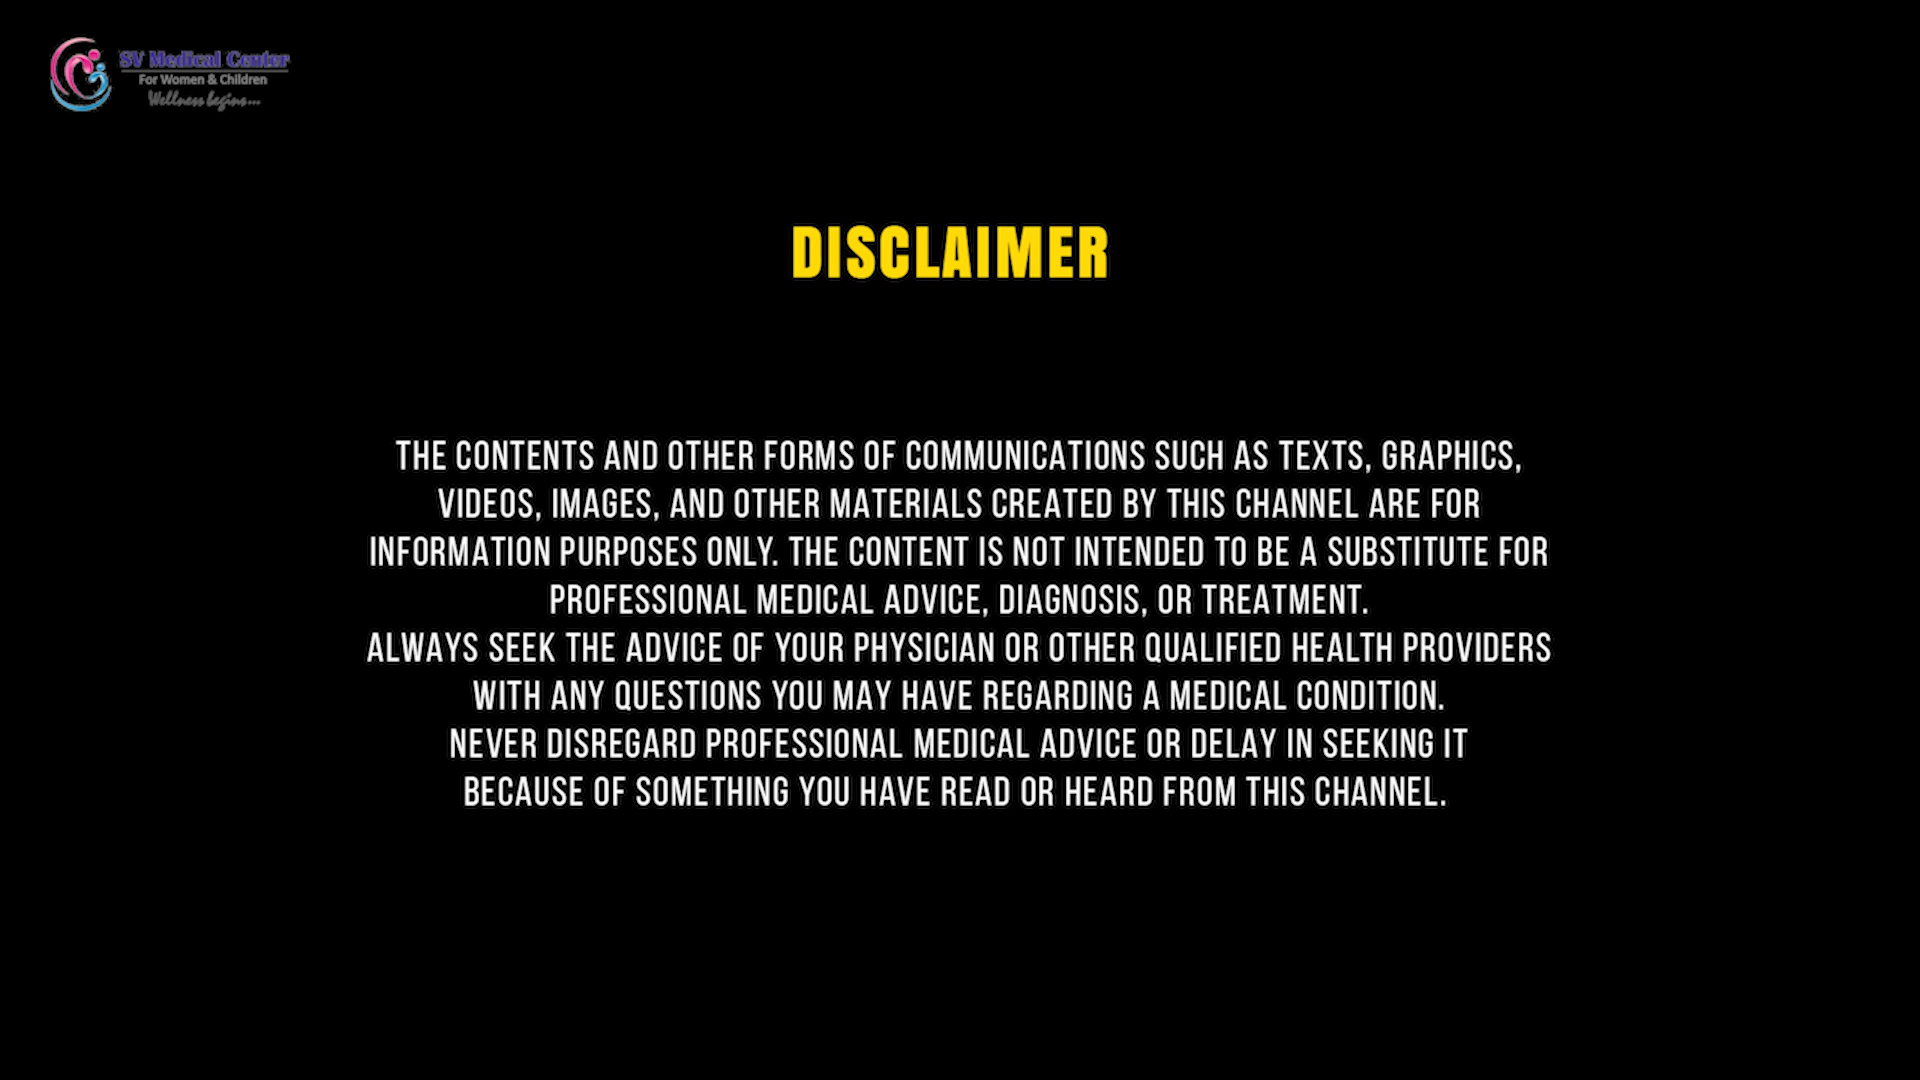 SV Medical Center
For Women & Children
Wellness begins...
DISCLAIMER
THE CONTENTS AND OTHER FORMS OF COMMUNICATIONS SUCH AS TEXTS, GRAPHICS,
VIDEOS, IMAGES, AND OTHER MATERIALS CREATED BY THIS CHANNEL ARE FOR
INFORMATION PURPOSES ONLY. THE CONTENT IS NOT INTENDED TO BE A SUBSTITUTE FOR
PROFESSIONAL MEDICAL ADVICE, DIAGNOSIS, OR TREATMENT.
ALWAYS SEEK THE ADVICE OF YOUR PHYSICIAN OR OTHER QUALIFIED HEALTH PROVIDERS
WITH ANY QUESTIONS YOU MAY HAVE REGARDING A MEDICAL CONDITION.
NEVER DISREGARD PROFESSIONAL MEDICAL ADVICE OR DELAY IN SEEKING IT
BECAUSE OF SOMETHING YOU HAVE READ OR HEARD FROM THIS CHANNEL.